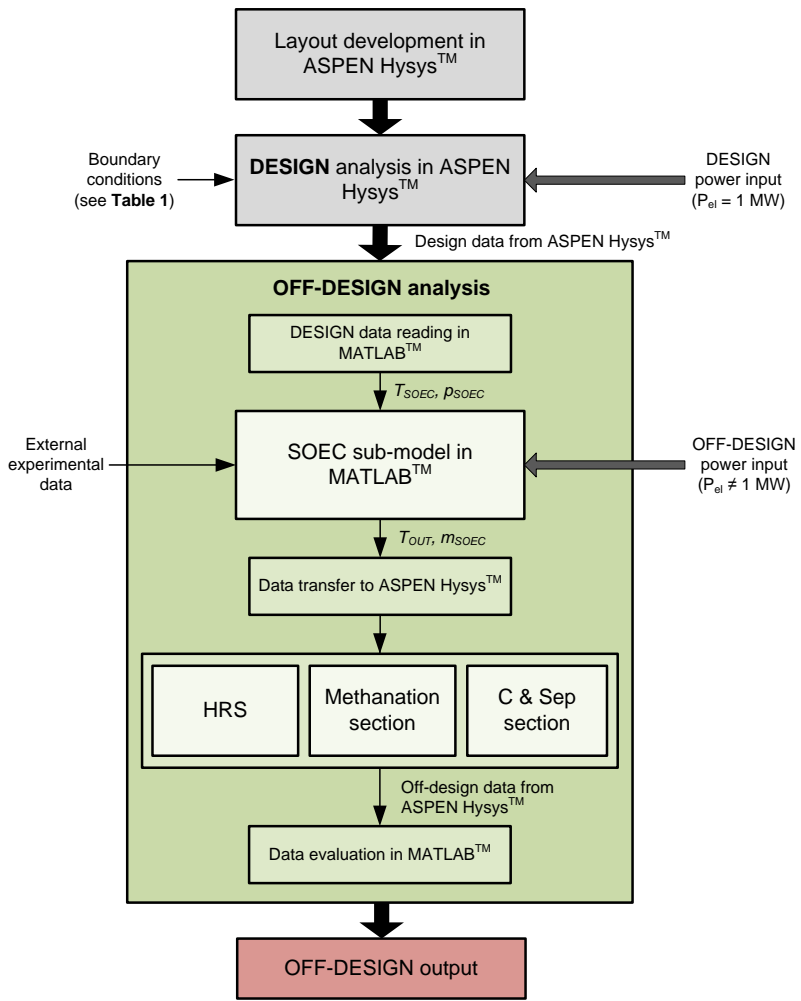 Layout development in
ASPEN Hysys™
Boundary
conditions
(see Table 1)
DESIGN analysis in ASPEN
Hysys™
DESIGN
power input
(Pel = 1 MW)
Design data from ASPEN Hysys™
OFF-DESIGN analysis
DESIGN data reading in
MATLAB™
TSOEC, pSOEC
External
experimental
data
SOEC sub-model in
MATLAB™
OFF-DESIGN
power input
(Pel ≠ 1 MW)
TOUT, mSOEC
Data transfer to ASPEN Hysys™
HRS
Methanation
section
C & Sep
section
Off-design data from
ASPEN Hysys™
Data evaluation in MATLAB™
OFF-DESIGN output